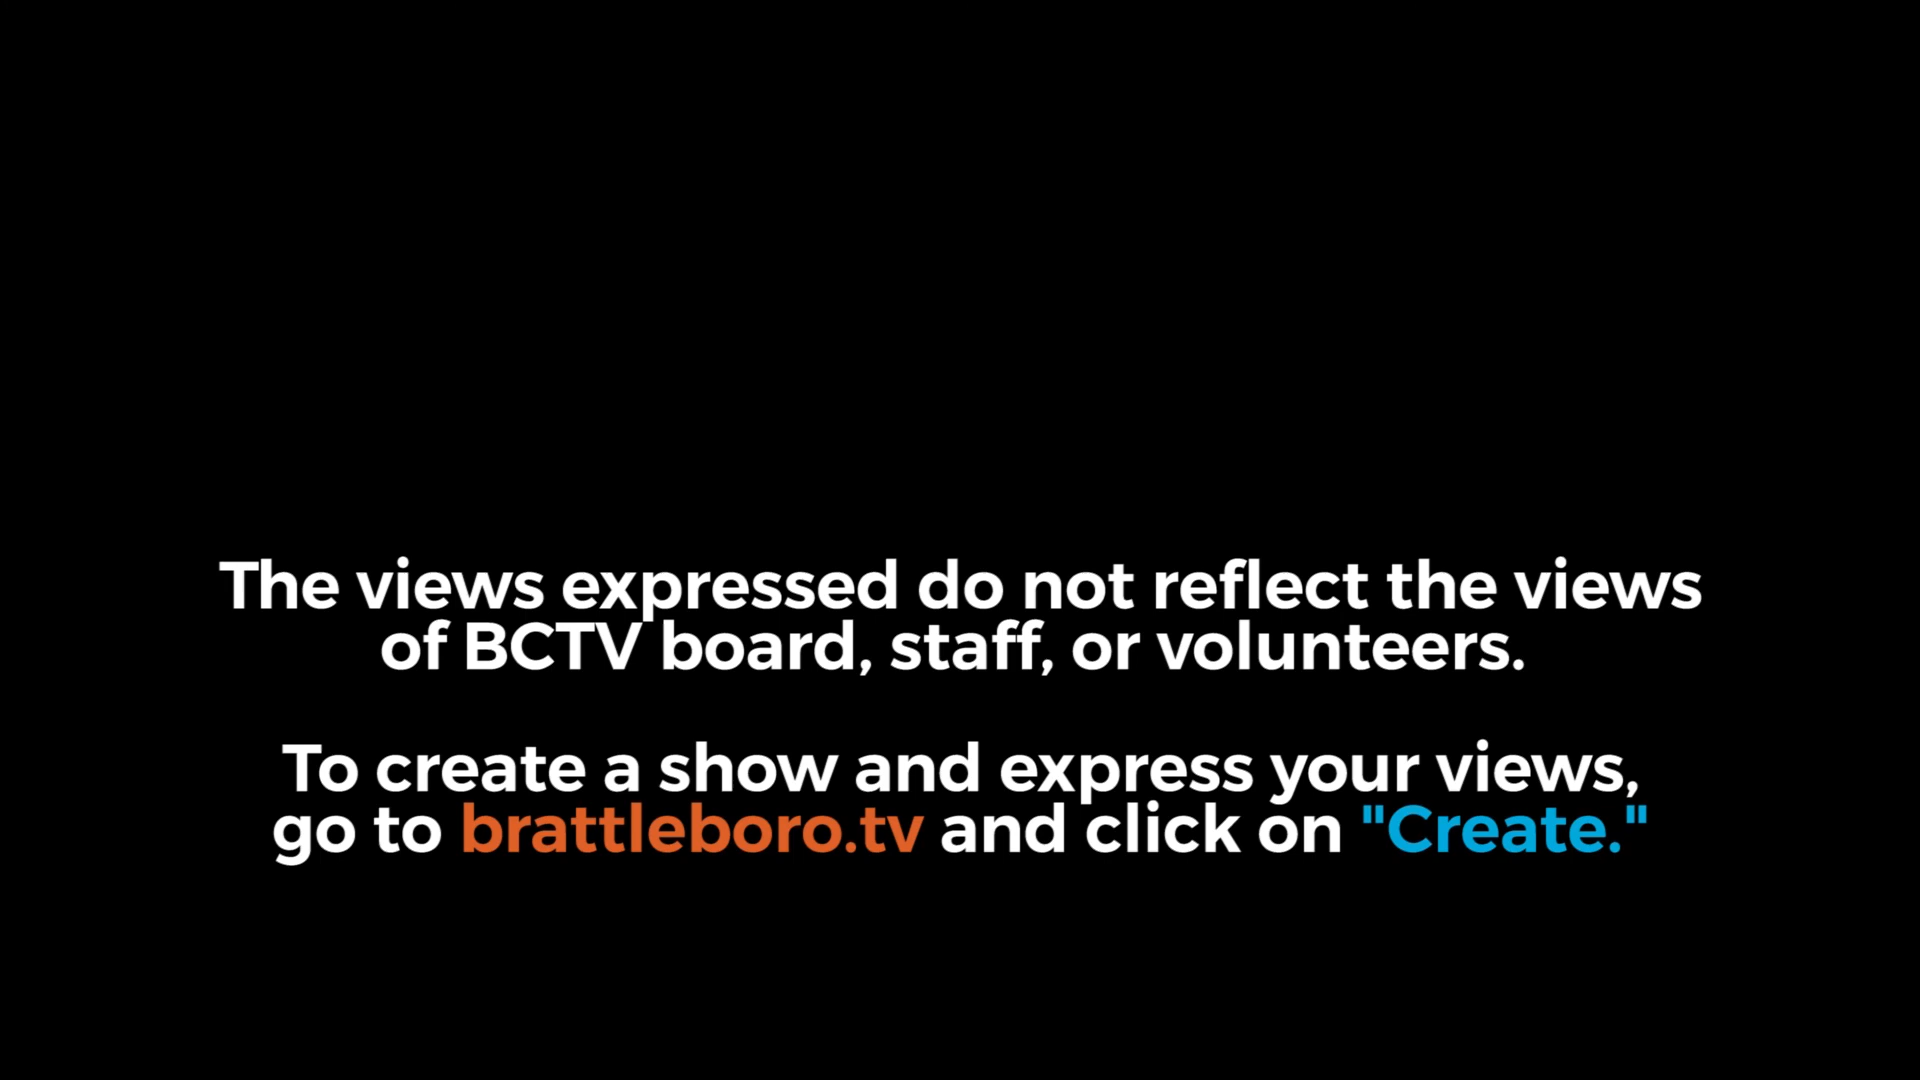 The views expressed do not reflect the views
of BCTV board, staff, or volunteers.
To create a show and express your views,
go to brattleboro.tv and click on "Create."